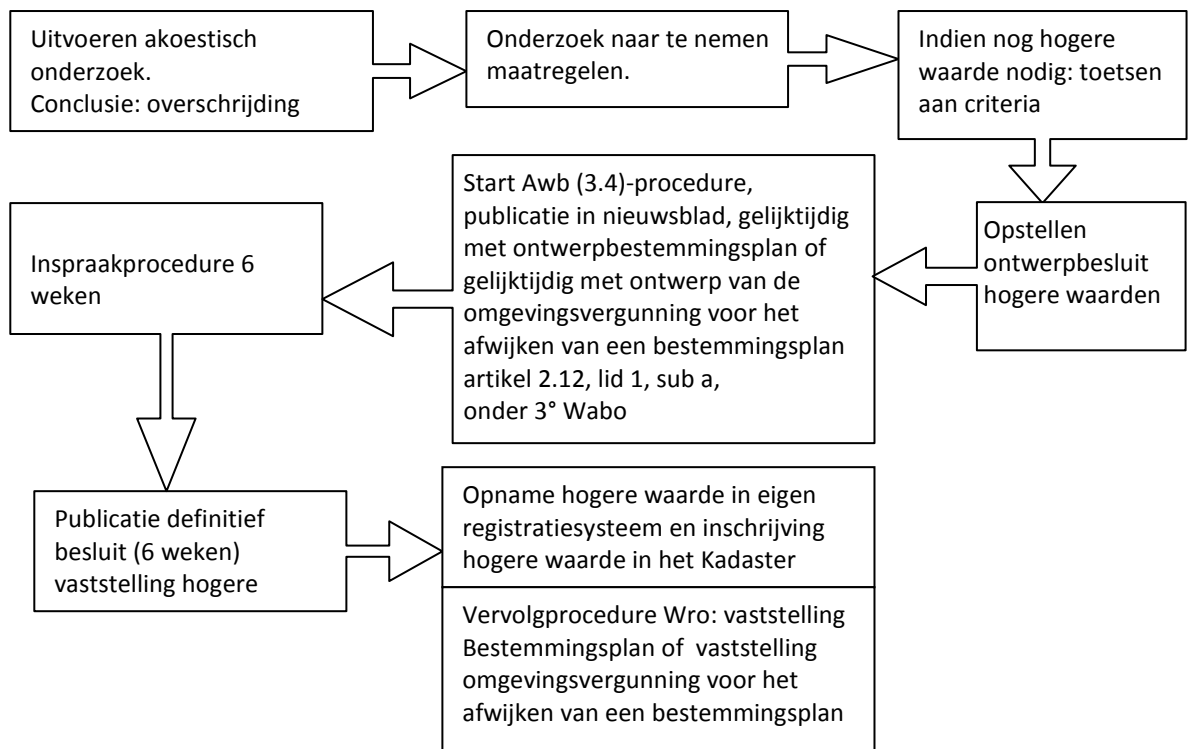 Uitvoeren akoestisch
onderzoek.
Conclusie: overschrijding
Onderzoek naar te nemen
maatregelen.
Indien nog hogere
waarde nodig: toetsen
aan criteria
Opstellen
ontwerpbesluit
hogere waarden
Start Awb (3.4)-procedure,
publicatie in nieuwsblad, gelijktijdig
met ontwerpbestemmingsplan of
gelijktijdig met ontwerp van de
omgevingsvergunning voor het
afwijken van een bestemmingsplan
artikel 2.12, lid 1, sub a,
onder 3° Wabo
Inspraakprocedure 6
weken
Publicatie definitief
besluit (6 weken)
vaststelling hogere
Opname hogere waarde in eigen
registratiesysteem en inschrijving
hogere waarde in het Kadaster
Vervolgprocedure Wro: vaststelling
Bestemmingsplan of vaststelling
omgevingsvergunning voor het
afwijken van een bestemmingsplan